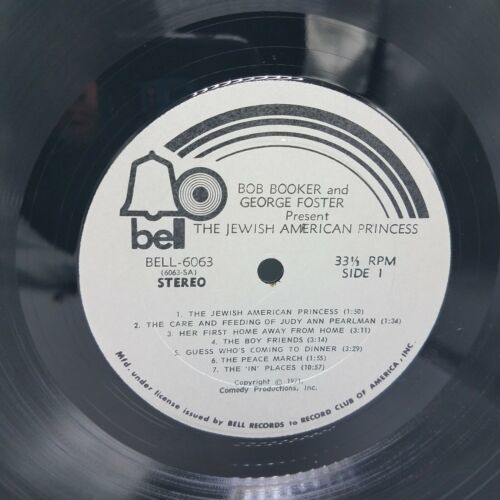 bell
BOB BOOKER and
GEORGE FOSTER
Present
THE JEWISH AMERICAN PRINCESS
BELL-6063
(6063-SA)
STEREO
33⅓ RPM
SIDE 1
1. THE JEWISH AMERICAN PRINCESS (1:50)
2. THE CARE AND FEEDING OF JUDY ANN PEARLMAN (1:34)
3. HER FIRST HOME AWAY FROM HOME (3:11)
4. THE BOY FRIENDS (3:14)
5. GUESS WHO'S COMING TO DINNER (3:29)
6. THE PEACE MARCH (1:55)
7. THE 'IN' PLACES (10:57)
Copyright © 1971,
Comedy Productions, Inc.
Mfd. under license issued by BELL RECORDS to RECORD CLUB OF AMERICA, INC.